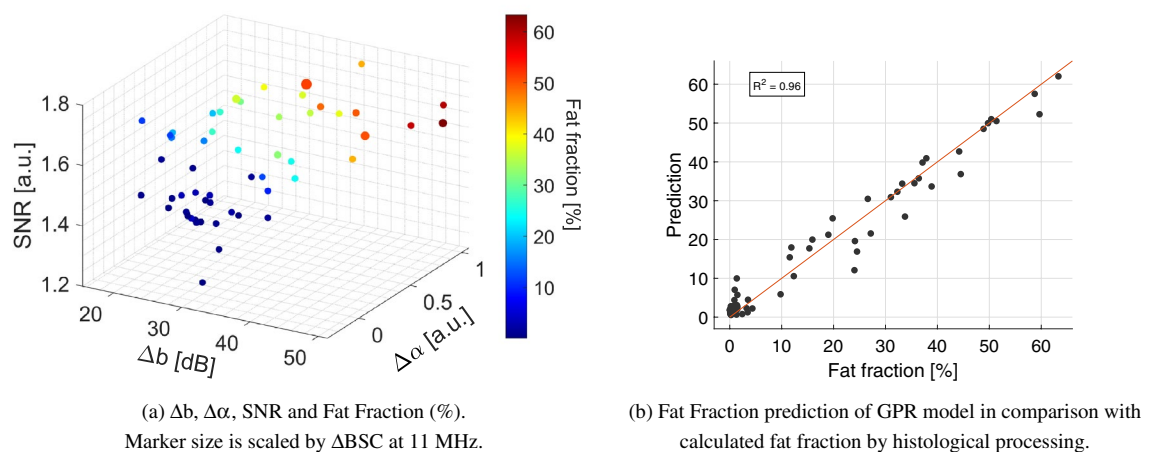 1.8
1.6
1.4
1.2
SNR [a.u.]
20
30
40
50
Δb [dB]
0
0.5
1
Δα [a.u.]
60
50
40
30
20
10
Fat fraction [%]
(a) Δb, Δα, SNR and Fat Fraction (%).
Marker size is scaled by ΔBSC at 11 MHz.
R² = 0.96
60
50
40
30
20
10
0
Prediction
0
10
20
30
40
50
60
Fat fraction [%]
(b) Fat Fraction prediction of GPR model in comparison with
calculated fat fraction by histological processing.